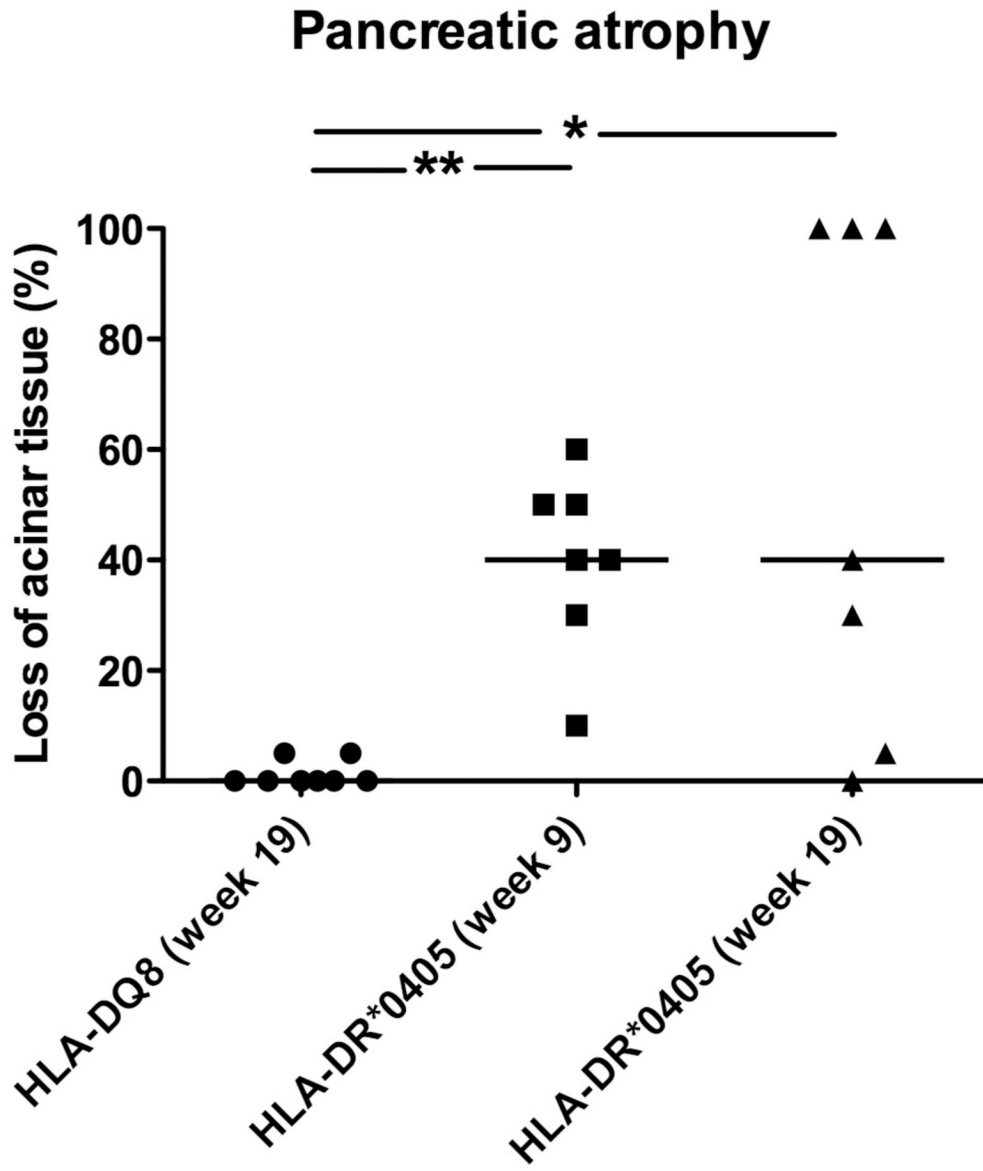 Pancreatic atrophy
*
**
Loss of acinar tissue (%)
100
80
60
40
20
0
HLA-DQ8 (week 19)
HLA-DR*0405 (week 9)
HLA-DR*0405 (week 19)